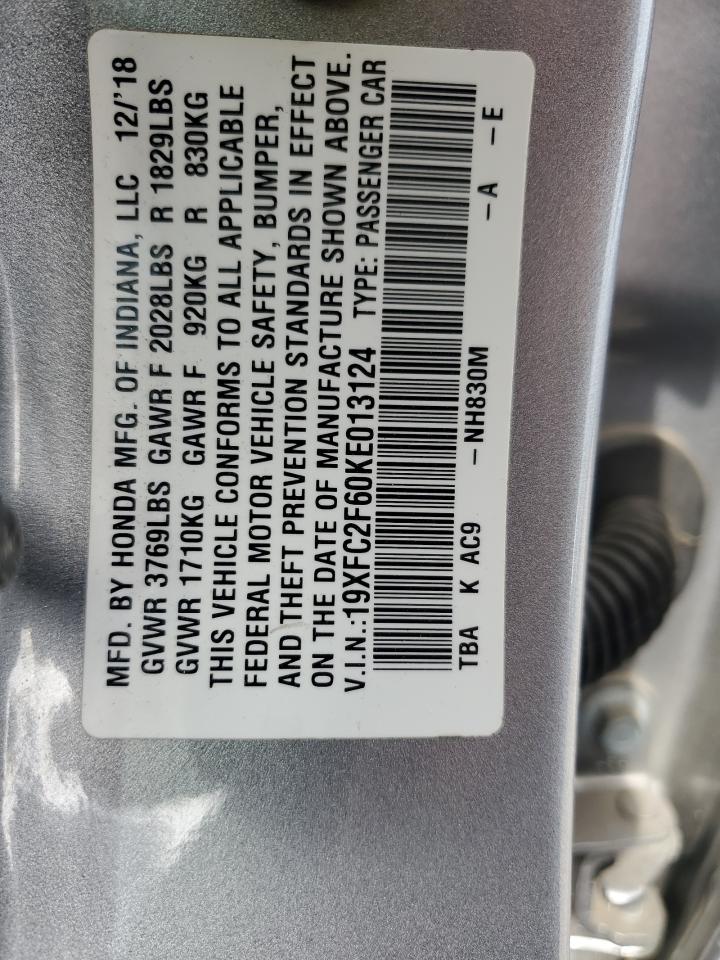 MFD. BY HONDA MFG. OF INDIANA, LLC 12/'18
GVWR 3769LBS GAWR F 2028LBS R 1829LBS
GVWR 1710KG GAWR F 920KG R 830KG
THIS VEHICLE CONFORMS TO ALL APPLICABLE
FEDERAL MOTOR VEHICLE SAFETY, BUMPER,
AND THEFT PREVENTION STANDARDS IN EFFECT
ON THE DATE OF MANUFACTURE SHOWN ABOVE.
V.I.N.:19XFC2F60KE013124 TYPE: PASSENGER CAR
TBA K AC9 -NH830M -A -E